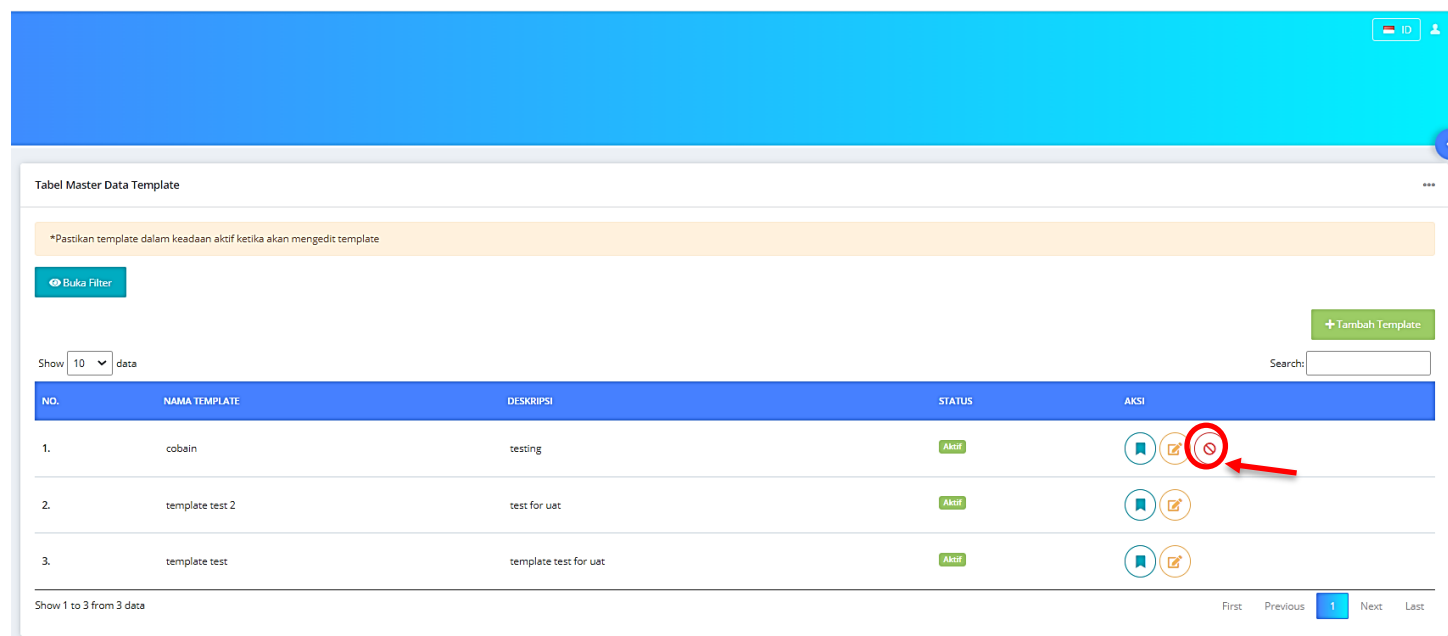 ID
Tabel Master Data Template
*Pastikan template dalam keadaan aktif ketika akan mengedit template
Buka Filter
+Tambah Template
Show 10 data
Search:
NO. NAMA TEMPLATE DESKRIPSI STATUS AKSI
1. cobain testing Aktif
2. template test 2 test for uat Aktif
3. template test template test for uat Aktif
Show 1 to 3 from 3 data
First Previous 1 Next Last